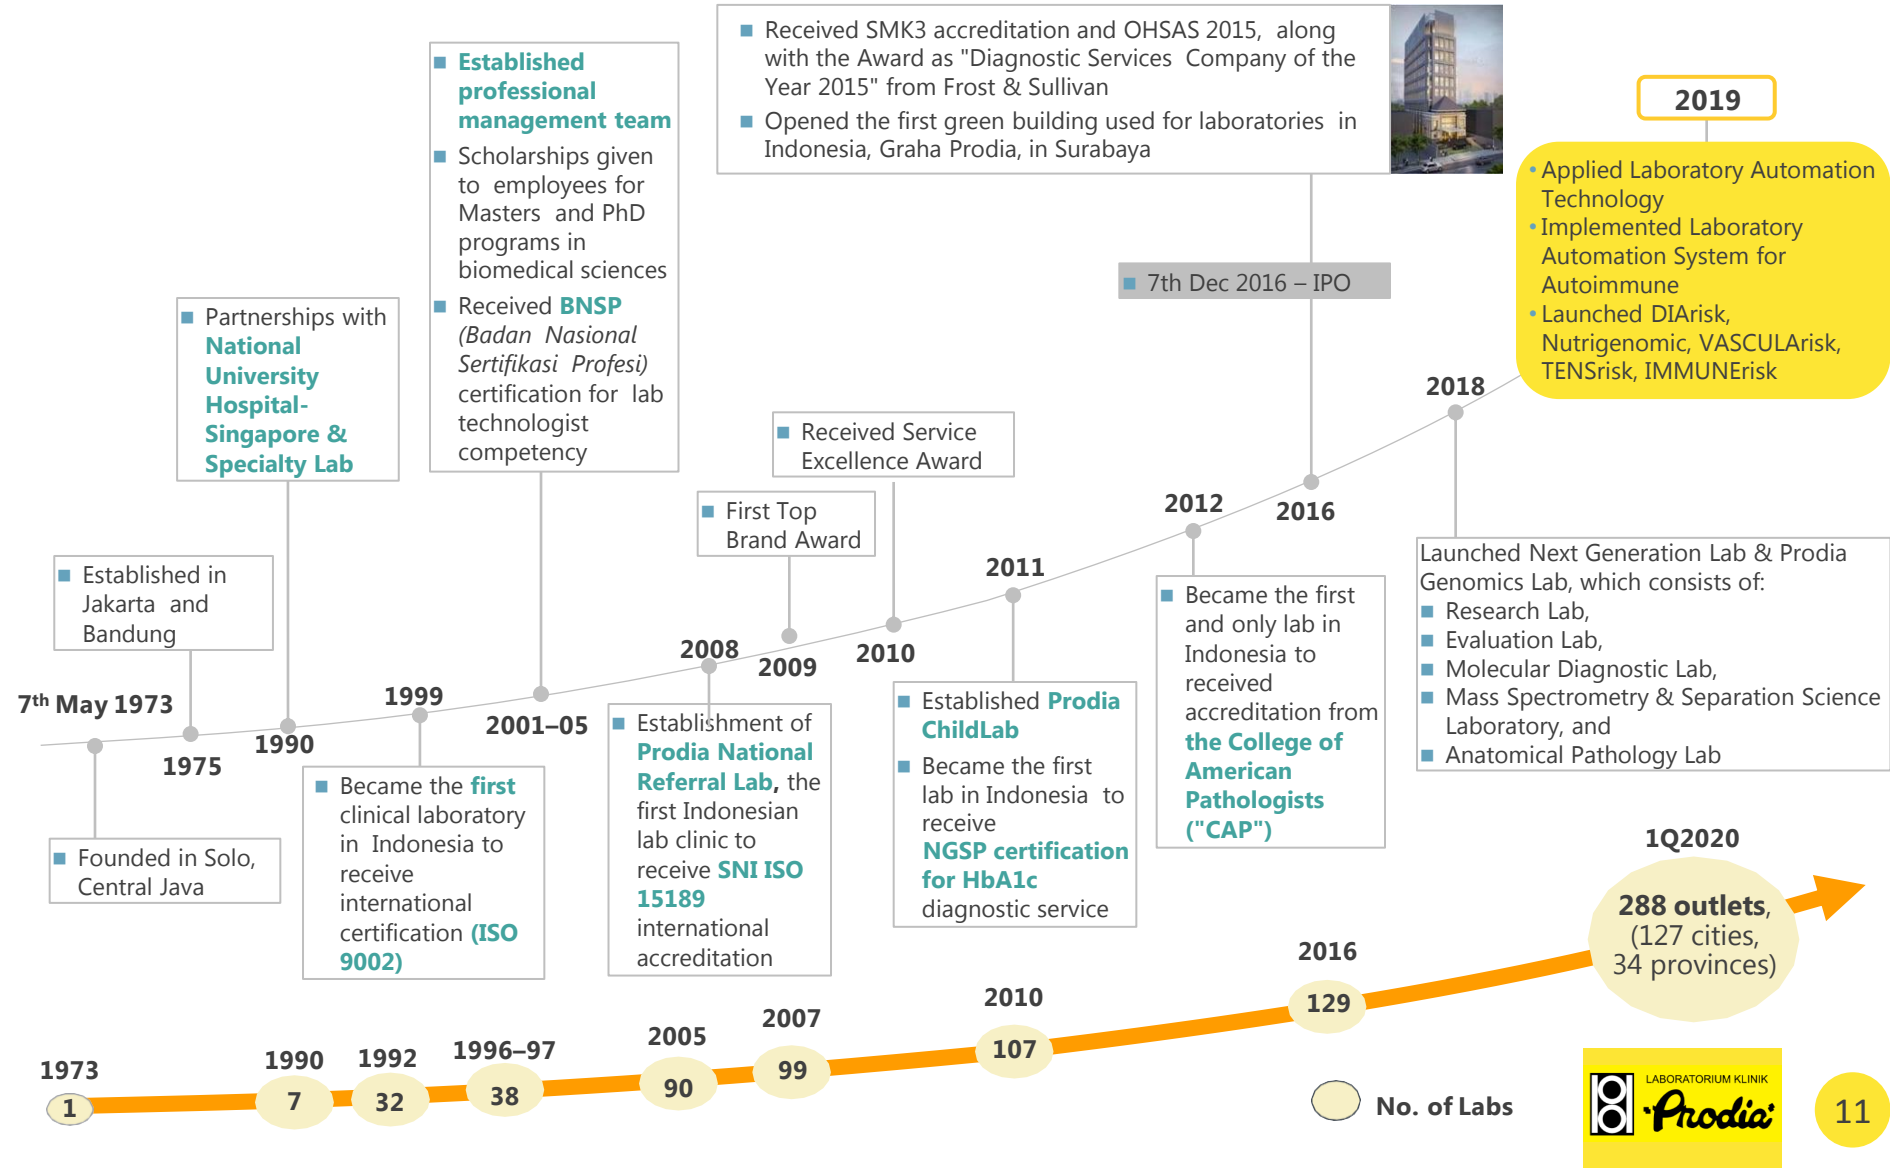 Received SMK3 accreditation and OHSAS 2015, along
with the Award as "Diagnostic Services Company of the
Year 2015" from Frost & Sullivan
Opened the first green building used for laboratories in
Indonesia, Graha Prodia, in Surabaya
7th Dec 2016 – IPO
2019
Applied Laboratory Automation
Technology
Implemented Laboratory
Automation System for
Autoimmune
Launched DIArisk,
Nutrigenomic, VASCULArisk,
TENSrisk, IMMUNErisk
Established
professional
management team
Scholarships given
to employees for
Masters and PhD
programs in
biomedical sciences
Received BNSP
(Badan Nasional
Sertifikasi Profesi)
certification for lab
technologist
competency
Partnerships with
National
University
Hospital-
Singapore &
Specialty Lab
Received Service
Excellence Award
First Top
Brand Award
Established in
Jakarta and
Bandung
7th May 1973
1975
1990
1999
2001–05
2008
2009
2010
2011
2012
2016
2018
Founded in Solo,
Central Java
Became the first
clinical laboratory
in Indonesia to
receive
international
certification (ISO
9002)
Establishment of
Prodia National
Referral Lab, the
first Indonesian
lab clinic to
receive SNI ISO
15189
international
accreditation
Established Prodia
ChildLab
Became the first
lab in Indonesia to
receive
NGSP certification
for HbA1c
diagnostic service
Became the first
and only lab in
Indonesia to
received
accreditation from
the College of
American
Pathologists
("CAP")
Launched Next Generation Lab & Prodia
Genomics Lab, which consists of:
Research Lab,
Evaluation Lab,
Molecular Diagnostic Lab,
Mass Spectrometry & Separation Science
Laboratory, and
Anatomical Pathology Lab
1973
1
1990
7
1992
32
1996–97
38
2005
90
2007
99
2010
107
2016
129
1Q2020
288 outlets,
(127 cities,
34 provinces)
No. of Labs
LABORATORIUM KLINIK
Prodia
11